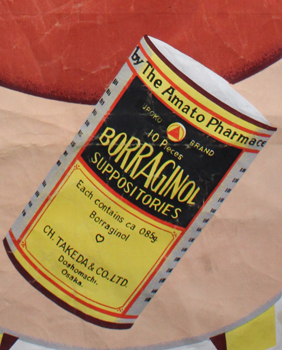 by The Amato Pharmace
JPOKU BRAND
10 Pieces
BORRAGINOL
SUPPOSITORIES
Each contains ca 0.85g.
Borraginol
CH. TAKEDA & CO., LTD.
Doshomachi,
Osaka.